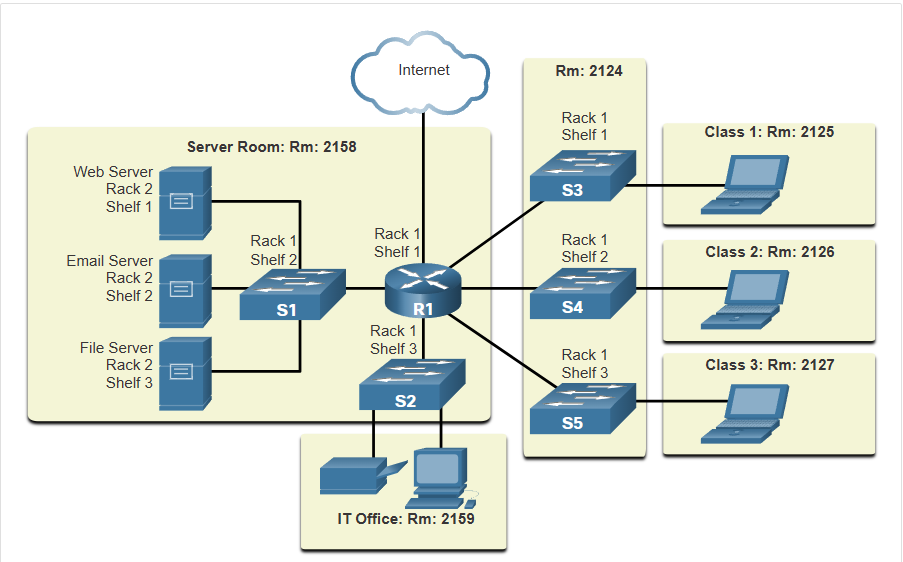 Internet
Rm: 2124
Rack 1
Shelf 1
S3
Class 1: Rm: 2125
Server Room: Rm: 2158
Web Server
Rack 2
Shelf 1
Rack 1
Shelf 2
S1
Rack 1
Shelf 1
R1
Rack 1
Shelf 2
S4
Class 2: Rm: 2126
Email Server
Rack 2
Shelf 2
File Server
Rack 2
Shelf 3
Rack 1
Shelf 3
S2
Rack 1
Shelf 3
S5
Class 3: Rm: 2127
IT Office: Rm: 2159